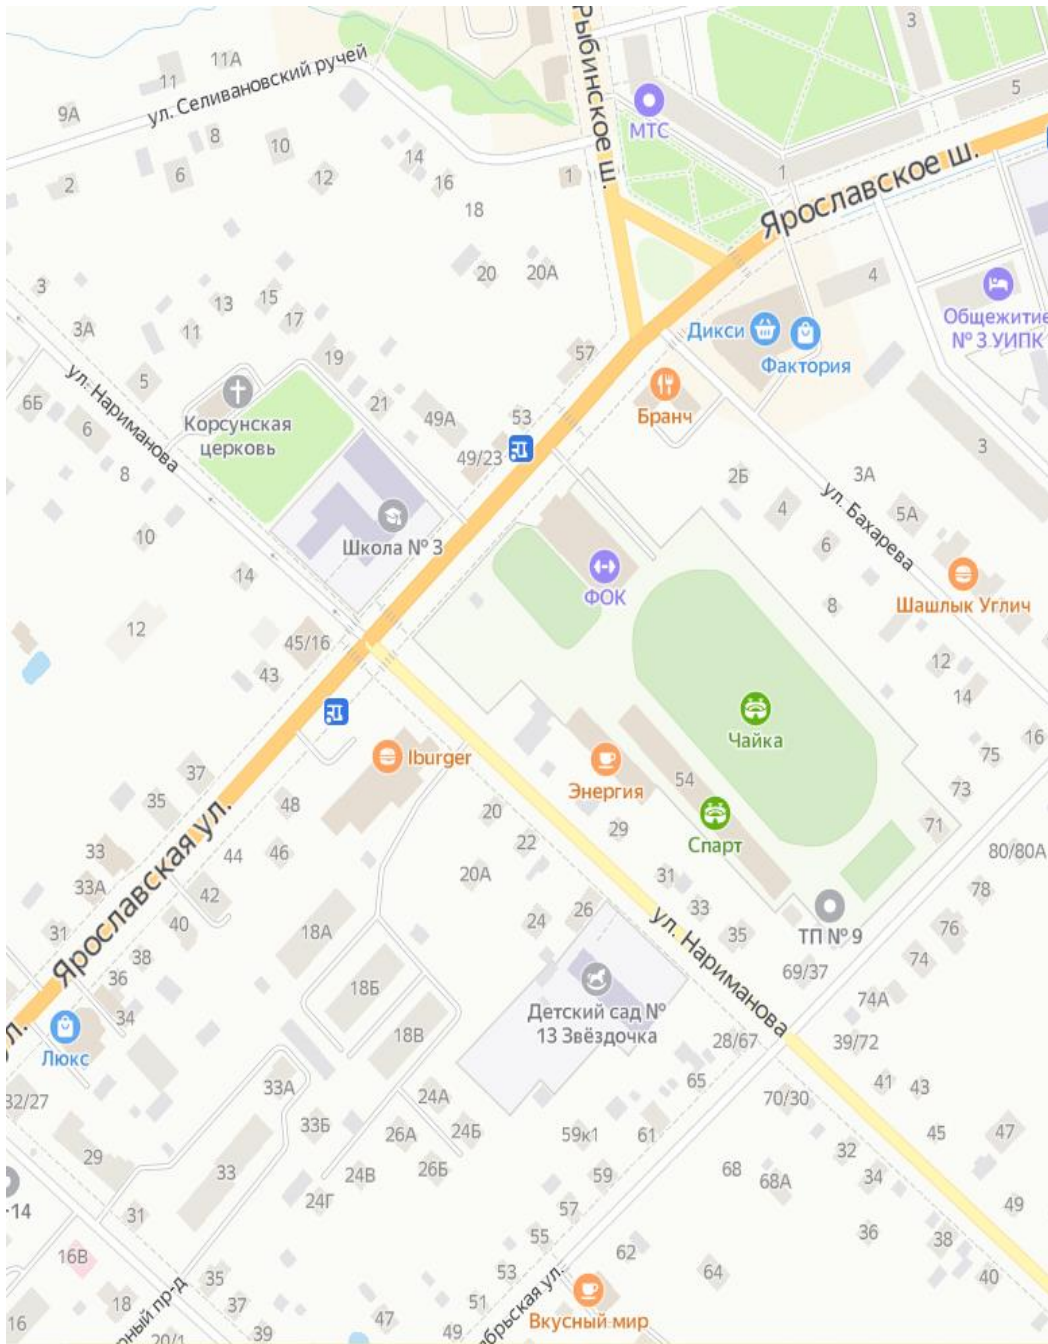 Рыбинское ш.
3
11А
11
5
ул. Селивановский ручей
МТС
9А
8
10
14
1
1
6
12
16
2
18
Ярославское ш.
20
20А
4
3
13
15
Общежитие
№ 3 УИПК
3А
11
17
Дикси
Фактория
57
19
5
ул. Нариманова
6Б
6
21
49А
53
Бранч
Корсунская
церковь
49/23
3
8
2Б
3А
4
ул. Бахарева
5А
10
6
Школа № 3
14
ФОК
Шашлык Углич
8
12
45/16
43
12
14
Чайка
16
75
Iburger
37
54
73
Энергия
35
48
20
Спарт
29
71
22
33
44
46
80/80А
20А
31
33А
78
42
33
26
24
ТП № 9
76
40
35
31
18А
Ярославская ул.
38
74
69/37
36
18Б
Детский сад №
13 Звёздочка
ул. Нариманова
74А
34
18В
28/67
39/72
Люкс
65
41
43
33А
24А
70/30
32/27
33Б
26А
24Б
59к1
61
45
47
32
29
33
24В
26Б
59
68
68А
34
24Г
49
-14
31
57
36
38
16В
55
62
35
53
64
40
18
37
51
Вкусный мир
16
47
39
49
20/1